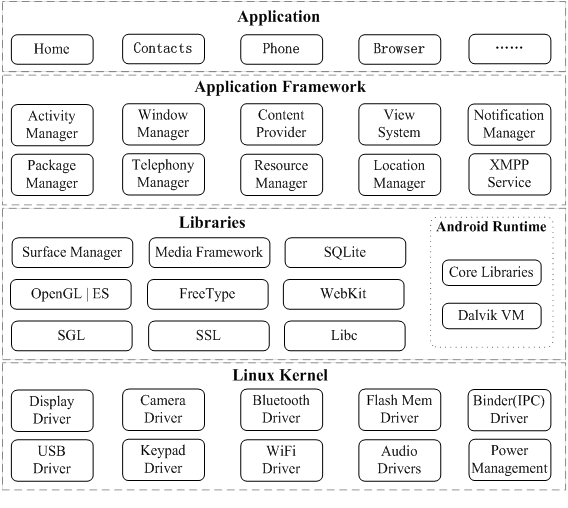 Application
Home
Contacts
Phone
Browser
······
Application Framework
Activity
Manager
Window
Manager
Content
Provider
View
System
Notification
Manager
Package
Manager
Telephony
Manager
Resource
Manager
Location
Manager
XMPP
Service
Libraries
Surface Manager
Media Framework
SQLite
OpenGL | ES
FreeType
WebKit
SGL
SSL
Libc
Android Runtime
Core Libraries
Dalvik VM
Linux Kernel
Display
Driver
Camera
Driver
Bluetooth
Driver
Flash Mem
Driver
Binder(IPC)
Driver
USB
Driver
Keypad
Driver
WiFi
Driver
Audio
Drivers
Power
Management